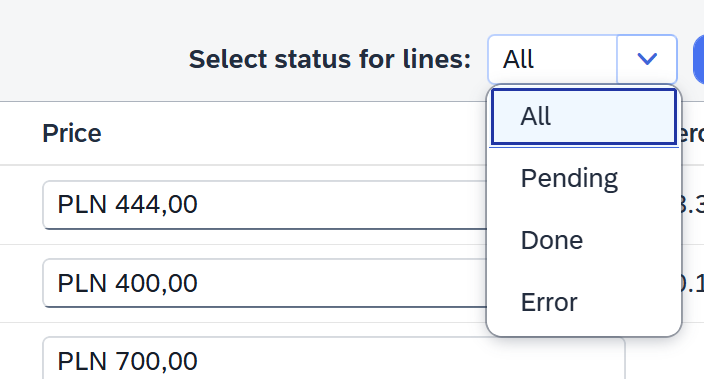 Select status for lines: All
All
Price
Pending
PLN 444,00
Done
PLN 400,00
Error
PLN 700,00